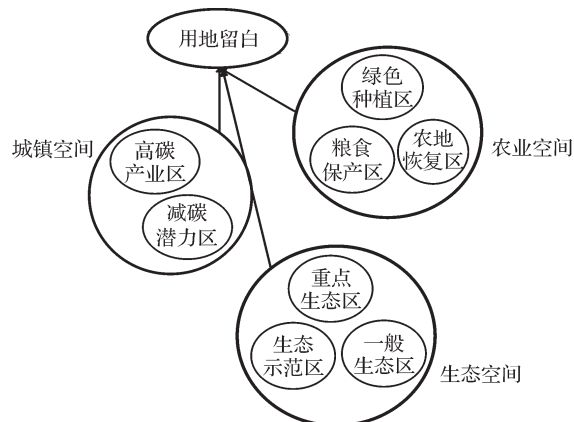 用地留白
绿色
种植区
粮食
保产区
农地
恢复区
农业空间
城镇空间
高碳
产业区
减碳
潜力区
重点
生态区
生态
示范区
一般
生态区
生态空间